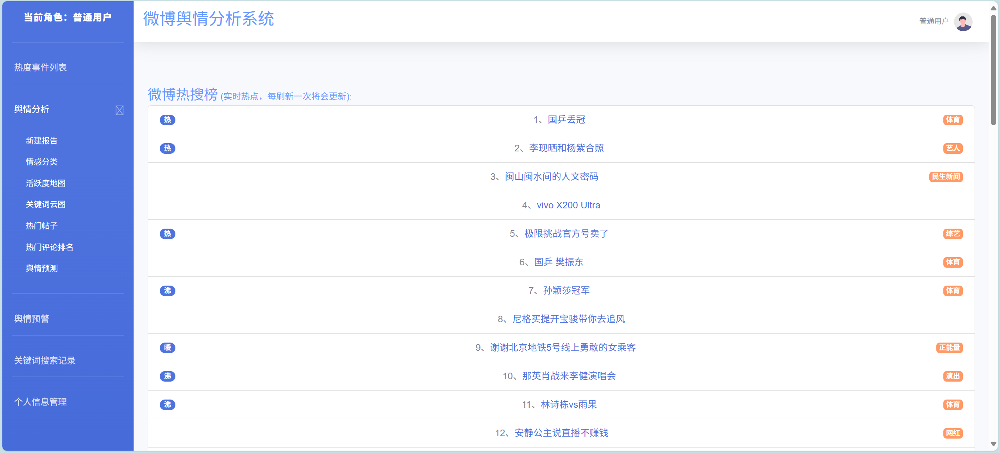 当前角色：普通用户
热度事件列表
舆情分析
新建报告
情感分类
活跃度地图
关键词云图
热门帖子
热门评论排名
舆情预测
舆情预警
关键词搜索记录
个人信息管理
微博舆情分析系统
普通用户
微博热搜榜 (实时热点，每刷新一次将会更新):
热 1、国乒丢冠 体育
热 2、李现晒和杨紫合照 艺人
3、闽山闽水间的人文密码 民生新闻
4、vivo X200 Ultra
热 5、极限挑战官方号卖了 综艺
6、国乒 樊振东 体育
沸 7、孙颖莎冠军 体育
8、尼格买提开宝骏带你去追风
暖 9、谢谢北京地铁5号线上勇敢的女乘客 正能量
沸 10、那英肖战来李健演唱会 演出
沸 11、林诗栋vs雨果 体育
12、安静公主说直播不赚钱 网红